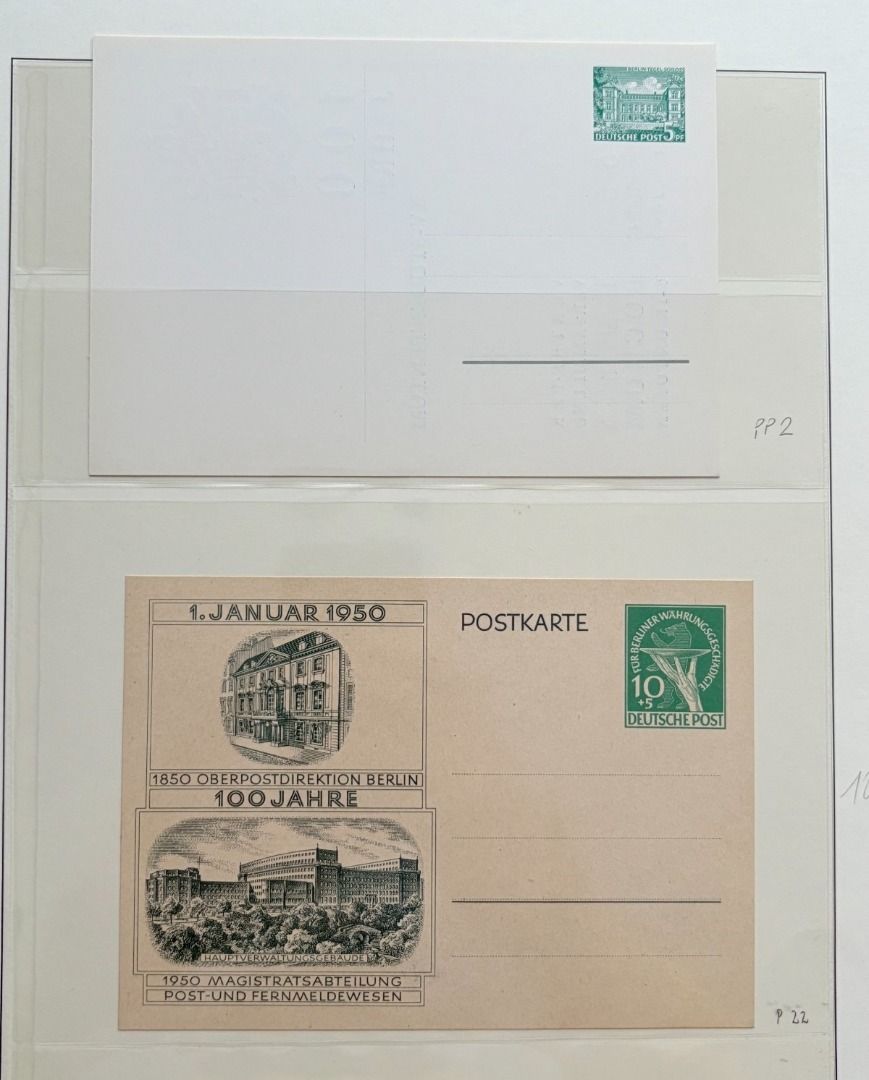 DEUTSCHE POST 5 PF
PP2
1. JANUAR 1950
POSTKARTE
FÜR BERLINER WÄHRUNGSGESCHÄDIGTE
10
+5
DEUTSCHE POST
1850 OBERPOSTDIREKTION BERLIN
100 JAHRE
HAUPTVERWALTUNGSGEBÄUDE
1950 MAGISTRATSABTEILUNG
POST-UND FERNMELDEWESEN
P 22